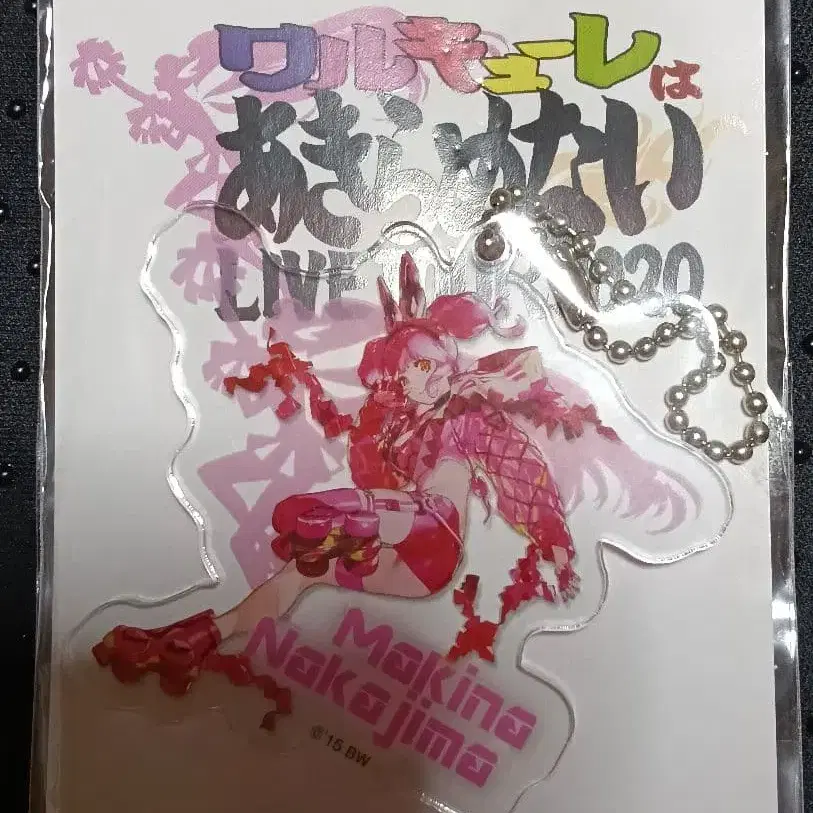 ワルキューレは
あきらめない
LIVE TOUR 2020
Makina
Nakajima
©'15 BW